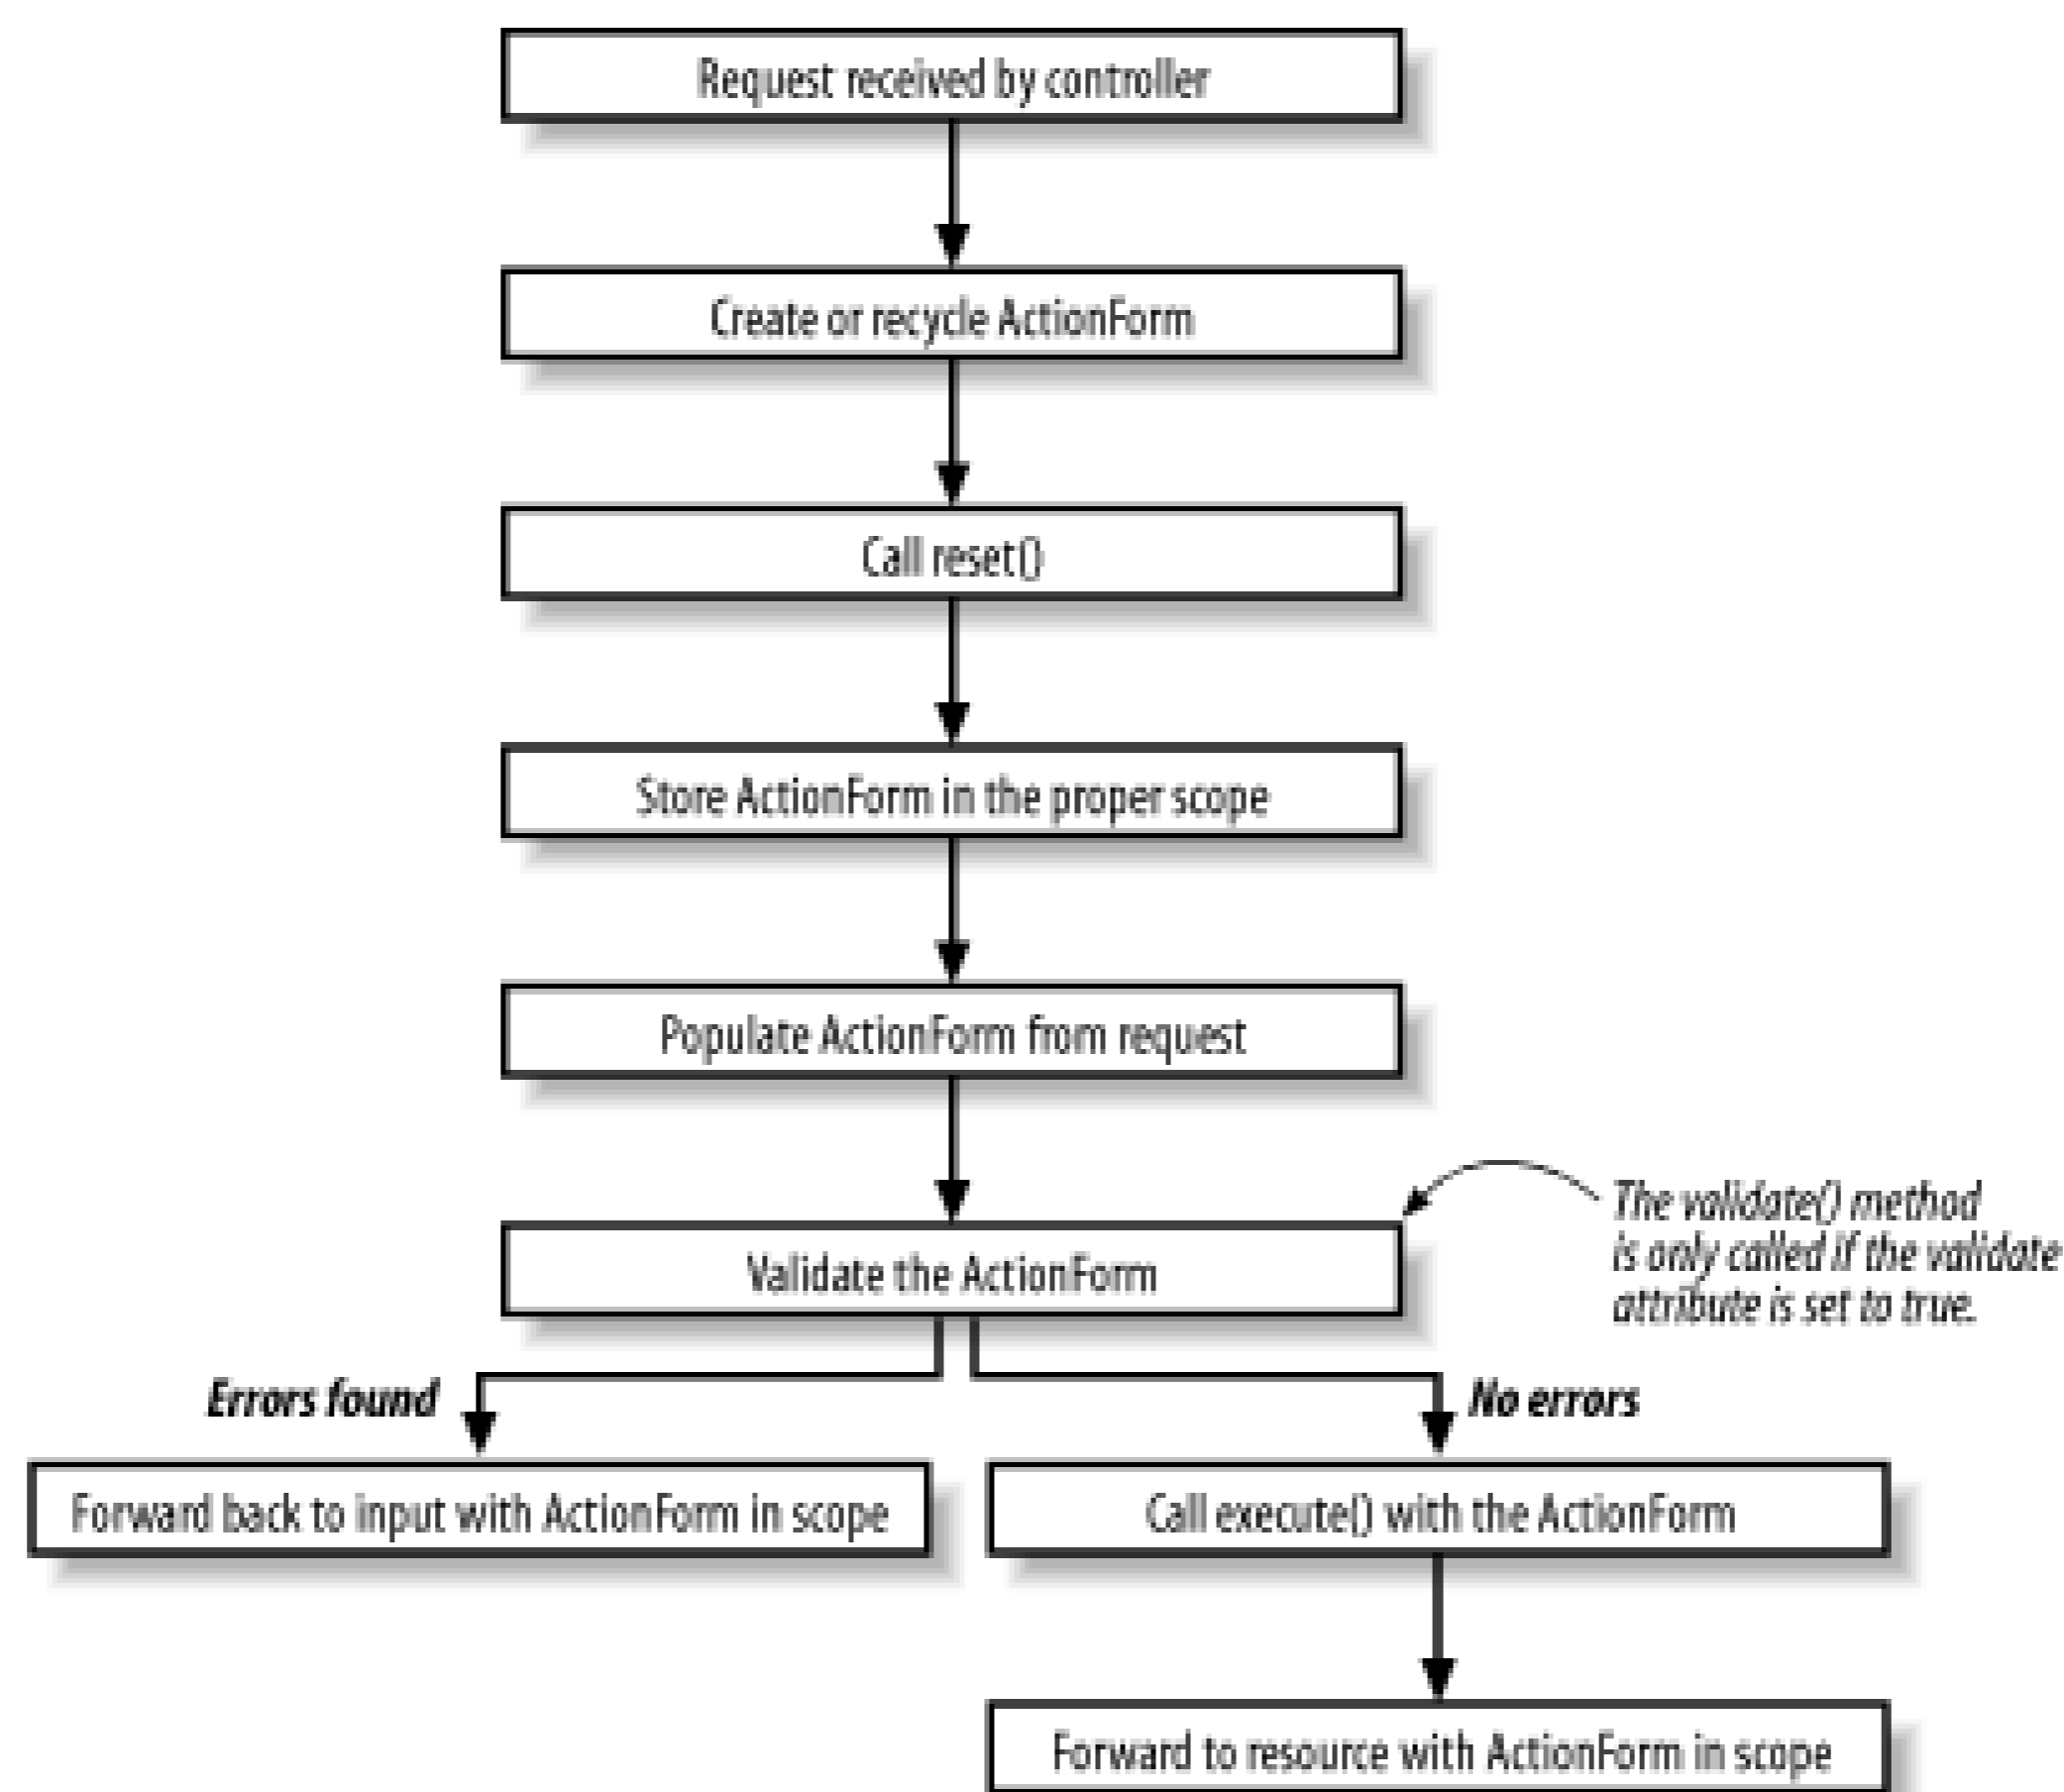 Request received by controller
Create or recycle ActionForm
Call reset()
Store ActionForm in the proper scope
Populate ActionForm from request
The validate() method
is only called if the validate
attribute is set to true.
Validate the ActionForm
Errors found
No errors
Forward back to input with ActionForm in scope
Call execute() with the ActionForm
Forward to resource with ActionForm in scope